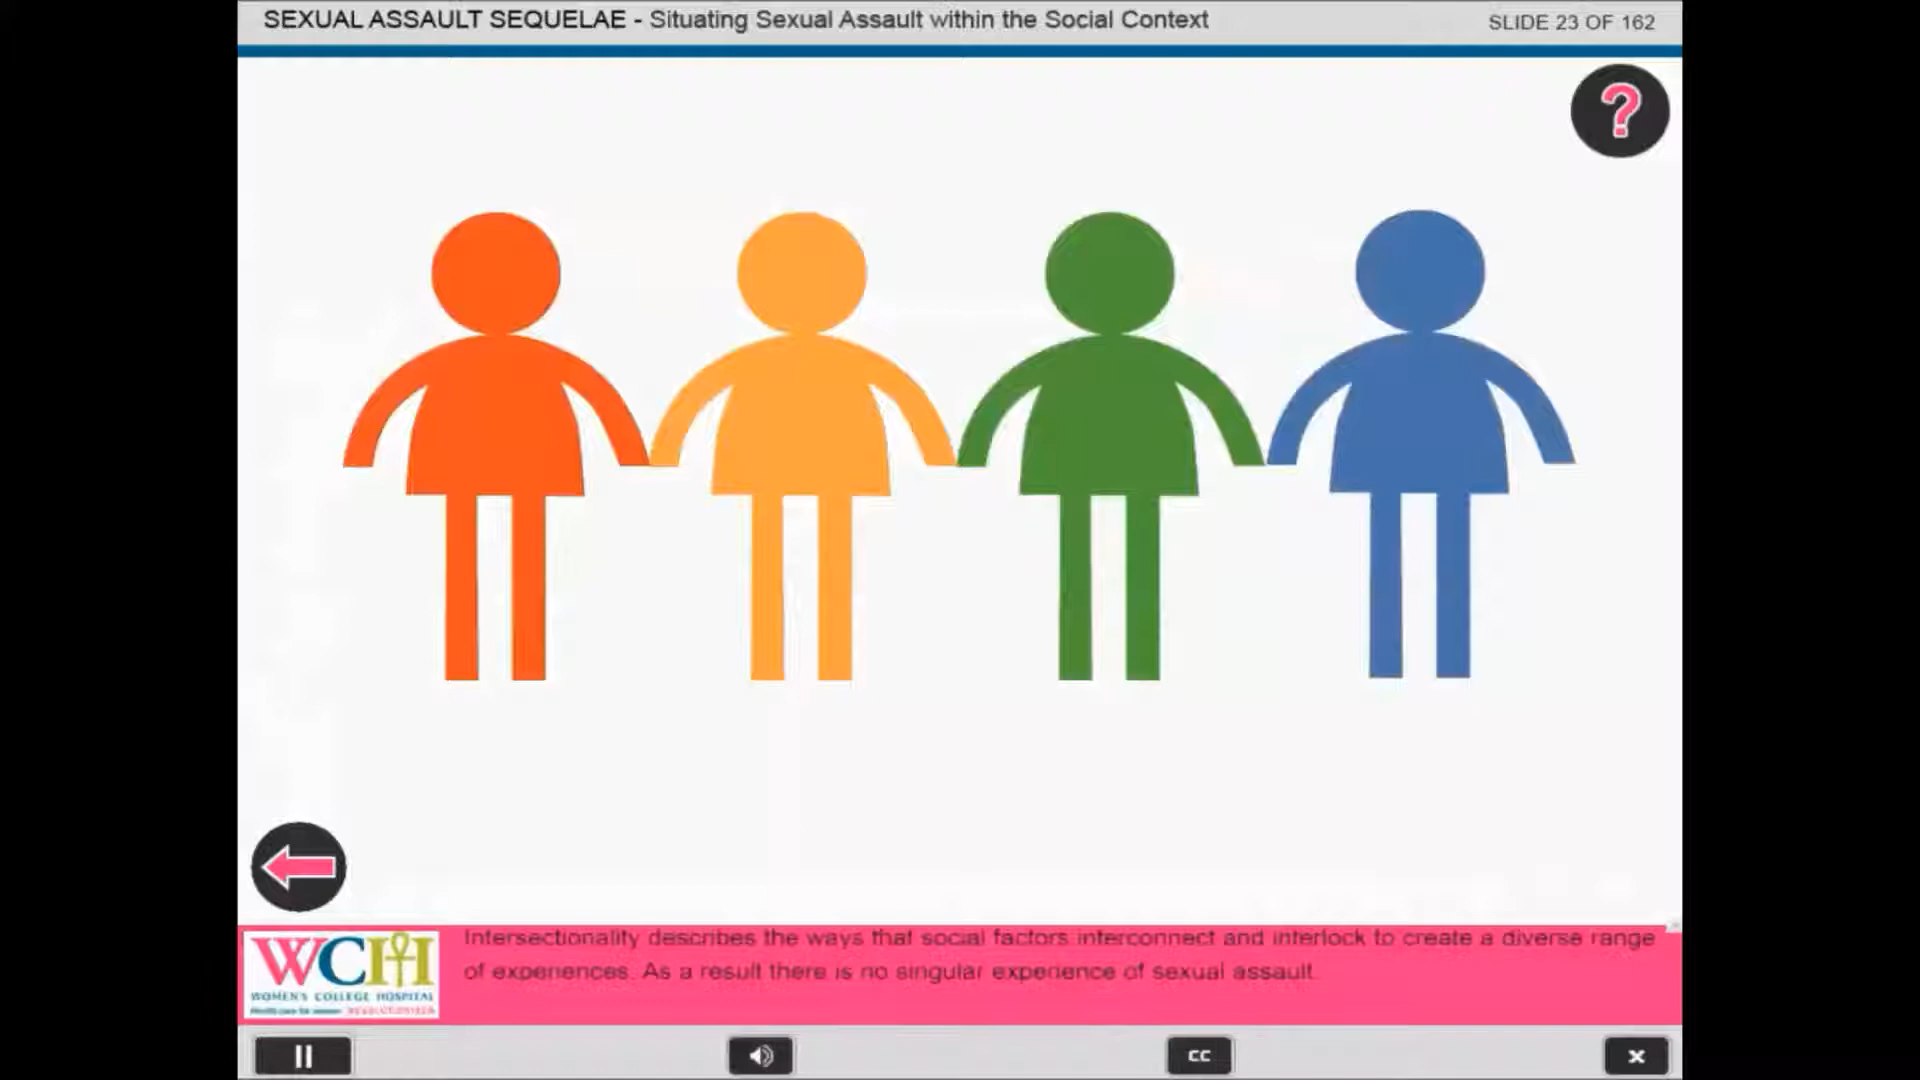 SEXUAL ASSAULT SEQUELAE - Situating Sexual Assault within the Social Context
SLIDE 23 OF 162
?
Intersectionality describes the ways that social factors interconnect and interlock to create a diverse range
of experiences. As a result there is no singular experience of sexual assault.
WCH
WOMEN'S COLLEGE HOSPITAL
CC